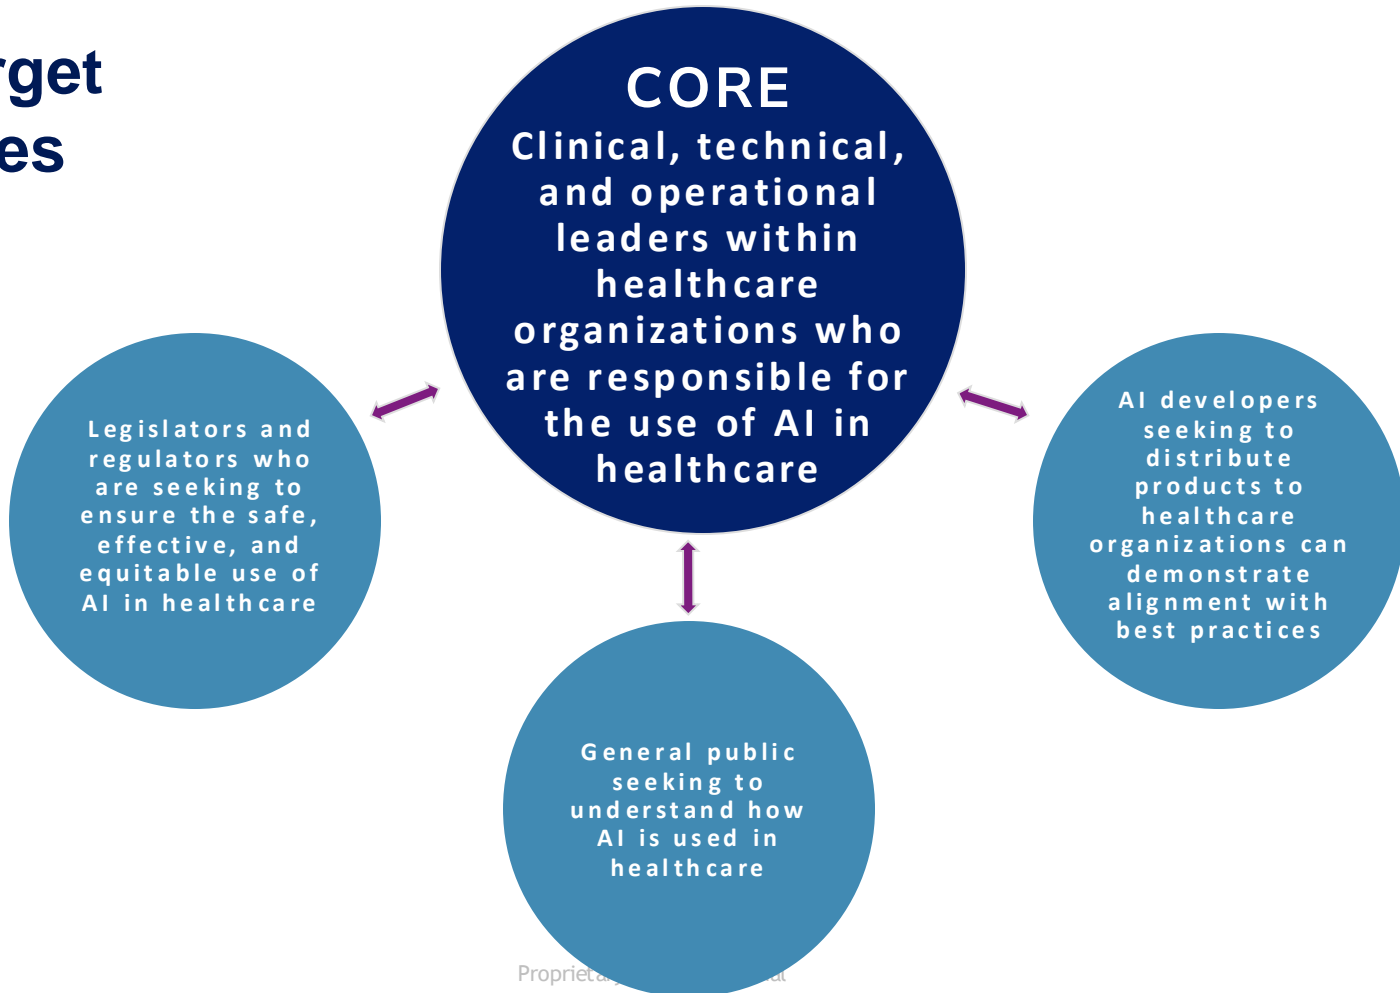 rget
es
CORE
Clinical, technical,
and operational
leaders within
healthcare
organizations who
are responsible for
the use of AI in
healthcare
Legislators and
regulators who
are seeking to
ensure the safe,
effective, and
equitable use of
AI in healthcare
AI developers
seeking to
distribute
products to
healthcare
organizations can
demonstrate
alignment with
best practices
General public
seeking to
understand how
AI is used in
healthcare